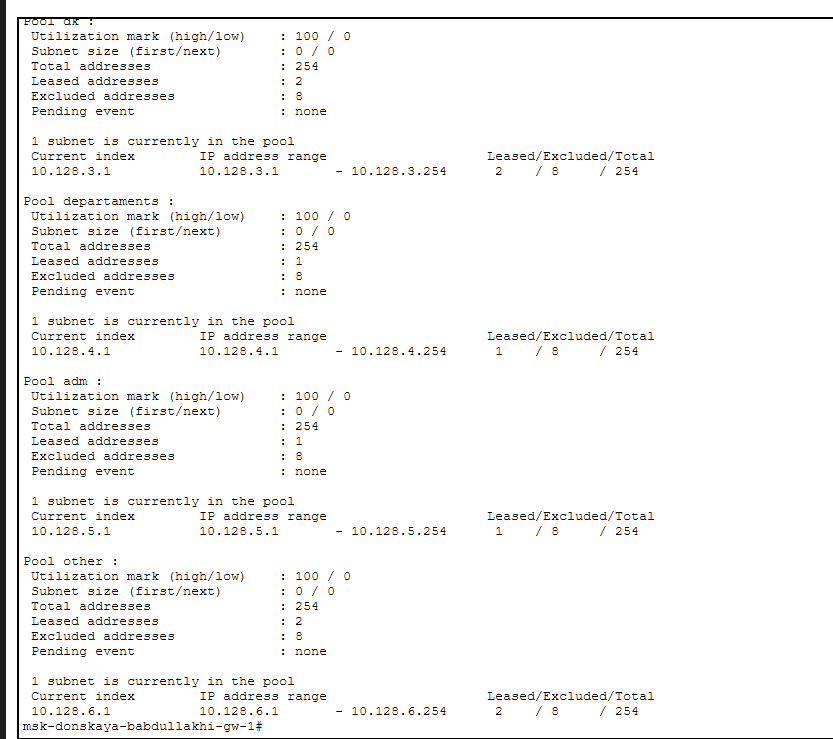 Pool dk :
 Utilization mark (high/low)    : 100 / 0
 Subnet size (first/next)       : 0 / 0
 Total addresses                : 254
 Leased addresses               : 2
 Excluded addresses             : 8
 Pending event                  : none

 1 subnet is currently in the pool
 Current index        IP address range                    Leased/Excluded/Total
 10.128.3.1           10.128.3.1       - 10.128.3.254      2    / 8     / 254

Pool departaments :
 Utilization mark (high/low)    : 100 / 0
 Subnet size (first/next)       : 0 / 0
 Total addresses                : 254
 Leased addresses               : 1
 Excluded addresses             : 8
 Pending event                  : none

 1 subnet is currently in the pool
 Current index        IP address range                    Leased/Excluded/Total
 10.128.4.1           10.128.4.1       - 10.128.4.254      1    / 8     / 254

Pool adm :
 Utilization mark (high/low)    : 100 / 0
 Subnet size (first/next)       : 0 / 0
 Total addresses                : 254
 Leased addresses               : 1
 Excluded addresses             : 8
 Pending event                  : none

 1 subnet is currently in the pool
 Current index        IP address range                    Leased/Excluded/Total
 10.128.5.1           10.128.5.1       - 10.128.5.254      1    / 8     / 254

Pool other :
 Utilization mark (high/low)    : 100 / 0
 Subnet size (first/next)       : 0 / 0
 Total addresses                : 254
 Leased addresses               : 2
 Excluded addresses             : 8
 Pending event                  : none

 1 subnet is currently in the pool
 Current index        IP address range                    Leased/Excluded/Total
 10.128.6.1           10.128.6.1       - 10.128.6.254      2    / 8     / 254
msk-donskaya-babdullakhi-gw-1#